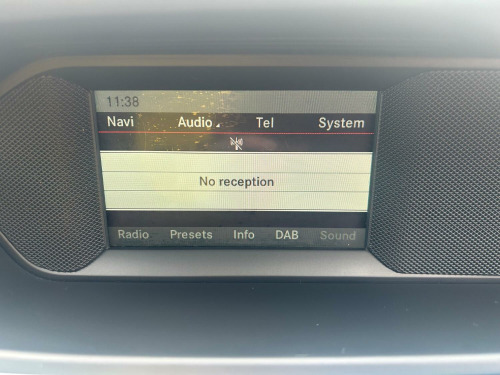 11:38
Navi Audio Tel System
No reception
Radio Presets Info DAB Sound